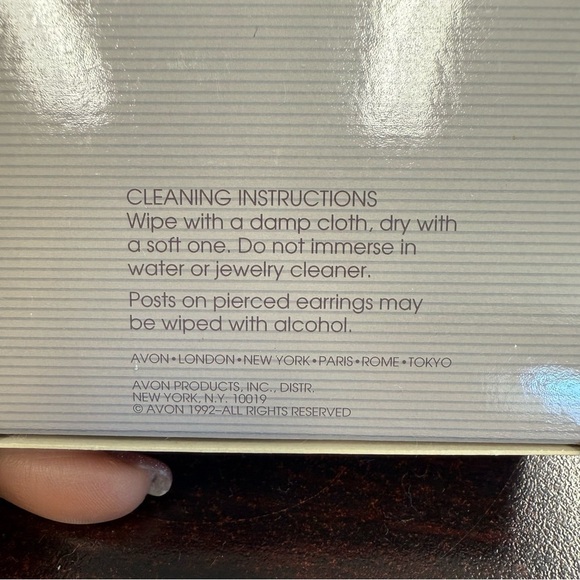 CLEANING INSTRUCTIONS
Wipe with a damp cloth, dry with
a soft one. Do not immerse in
water or jewelry cleaner.
Posts on pierced earrings may
be wiped with alcohol.
AVON•LONDON•NEW YORK•PARIS•ROME•TOKYO
AVON PRODUCTS, INC., DISTR.
NEW YORK, N.Y. 10019
© AVON 1992–ALL RIGHTS RESERVED